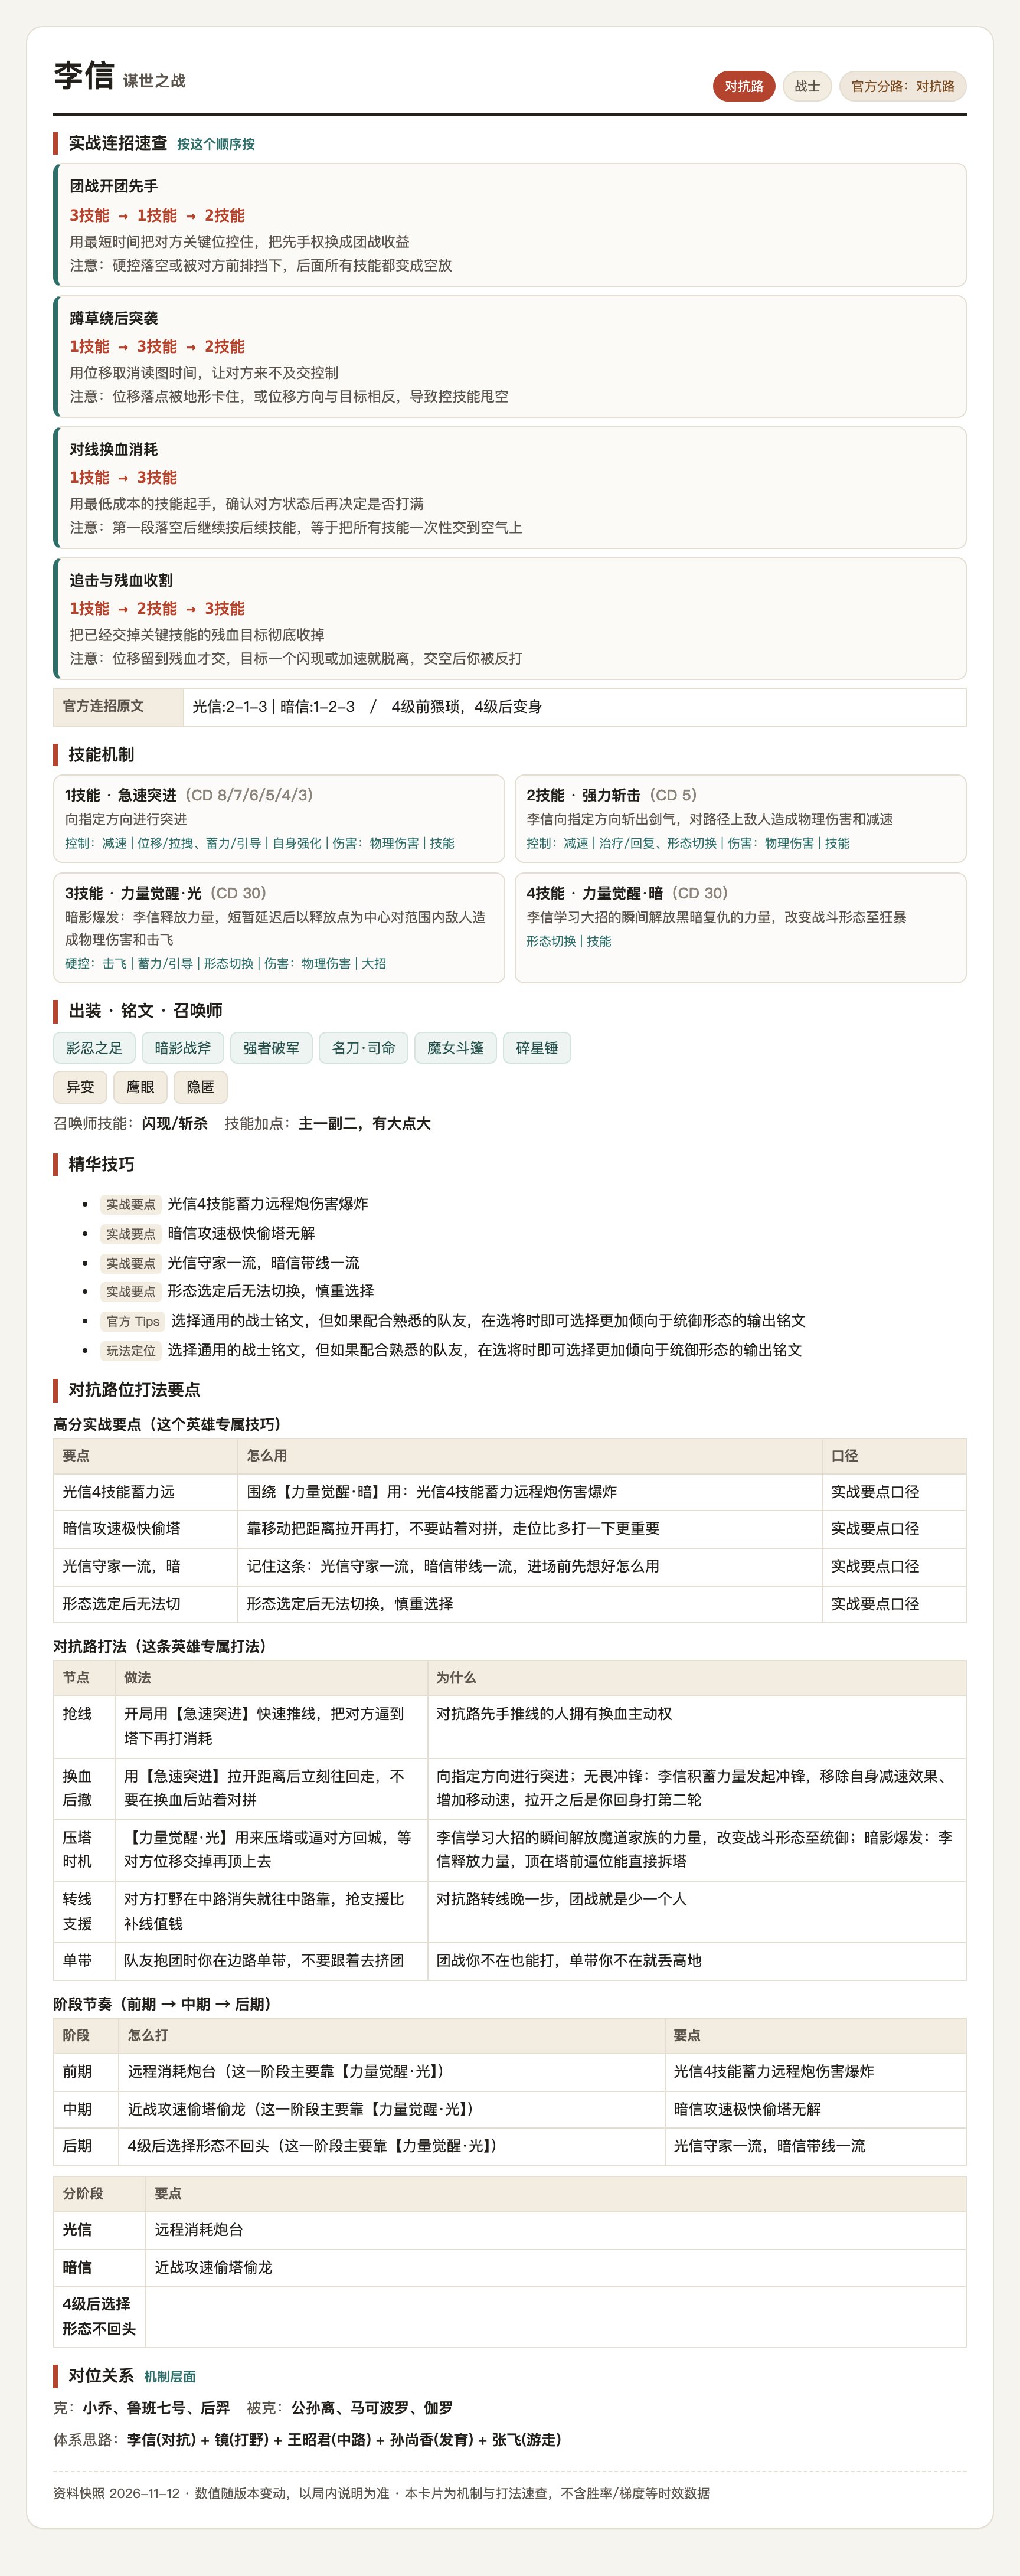 李信 谋世之战
对抗路 战士 官方分路：对抗路
实战连招速查 按这个顺序按
团战开团先手
3技能 → 1技能 → 2技能
用最短时间把对方关键位控住，把先手权换成团战收益
注意：硬控落空或被对方前排挡下，后面所有技能都变成空放
蹲草绕后突袭
1技能 → 3技能 → 2技能
用位移取消读图时间，让对方来不及交控制
注意：位移落点被地形卡住，或位移方向与目标相反，导致控技能甩空
对线换血消耗
1技能 → 3技能
用最低成本的技能起手，确认对方状态后再决定是否打满
注意：第一段落空后继续按后续技能，等于把所有技能一次性交到空气上
追击与残血收割
1技能 → 2技能 → 3技能
把已经交掉关键技能的残血目标彻底收掉
注意：位移留到残血才交，目标一个闪现或加速就脱离，交空后你被反打
官方连招原文 光信:2-1-3 | 暗信:1-2-3 / 4级前猥琐，4级后变身
技能机制
1技能 · 急速突进（CD 8/7/6/5/4/3）
向指定方向进行突进
控制：减速 | 位移/拉拽、蓄力/引导 | 自身强化 | 伤害：物理伤害 | 技能
2技能 · 强力斩击（CD 5）
李信向指定方向斩出剑气，对路径上敌人造成物理伤害和减速
控制：减速 | 治疗/回复、形态切换 | 伤害：物理伤害 | 技能
3技能 · 力量觉醒·光（CD 30）
暗影爆发：李信释放力量，短暂延迟后以释放点为中心对范围内敌人造
成物理伤害和击飞
硬控：击飞 | 蓄力/引导 | 形态切换 | 伤害：物理伤害 | 大招
4技能 · 力量觉醒·暗（CD 30）
李信学习大招的瞬间解放黑暗复仇的力量，改变战斗形态至狂暴
形态切换 | 技能
出装 · 铭文 · 召唤师
影忍之足 暗影战斧 强者破军 名刀·司命 魔女斗篷 碎星锤
异变 鹰眼 隐匿
召唤师技能：闪现/斩杀 技能加点：主一副二，有大点大
精华技巧
• 实战要点 光信4技能蓄力远程炮伤害爆炸
• 实战要点 暗信攻速极快偷塔无解
• 实战要点 光信守家一流，暗信带线一流
• 实战要点 形态选定后无法切换，慎重选择
• 官方 Tips 选择通用的战士铭文，但如果配合熟悉的队友，在选将时即可选择更加倾向于统御形态的输出铭文
• 玩法定位 选择通用的战士铭文，但如果配合熟悉的队友，在选将时即可选择更加倾向于统御形态的输出铭文
对抗路位打法要点
高分实战要点（这个英雄专属技巧）
要点 怎么用 口径
光信4技能蓄力远 围绕【力量觉醒·暗】用：光信4技能蓄力远程炮伤害爆炸 实战要点口径
暗信攻速极快偷塔 靠移动把距离拉开再打，不要站着对拼，走位比多打一下更重要 实战要点口径
光信守家一流，暗 记住这条：光信守家一流，暗信带线一流，进场前先想好怎么用 实战要点口径
形态选定后无法切 形态选定后无法切换，慎重选择 实战要点口径
对抗路打法（这条英雄专属打法）
节点 做法 为什么
抢线 开局用【急速突进】快速推线，把对方逼到 对抗路先手推线的人拥有换血主动权
塔下再打消耗
换血 用【急速突进】拉开距离后立刻往回走，不 向指定方向进行突进；无畏冲锋：李信积蓄力量发起冲锋，移除自身减速效果、
后撤 要在换血后站着对拼 增加移动速，拉开之后是你回身打第二轮
压塔 【力量觉醒·光】用来压塔或逼对方回城，等 李信学习大招的瞬间解放魔道家族的力量，改变战斗形态至统御；暗影爆发：李
时机 对方位移交掉再顶上去 信释放力量，顶在塔前逼位能直接拆塔
转线 对方打野在中路消失就往中路靠，抢支援比 对抗路转线晚一步，团战就是少一个人
支援 补线值钱
单带 队友抱团时你在边路单带，不要跟着去挤团 团战你不在也能打，单带你不在就丢高地
阶段节奏（前期 → 中期 → 后期）
阶段 怎么打 要点
前期 远程消耗炮台（这一阶段主要靠【力量觉醒·光】） 光信4技能蓄力远程炮伤害爆炸
中期 近战攻速偷塔偷龙（这一阶段主要靠【力量觉醒·光】） 暗信攻速极快偷塔无解
后期 4级后选择形态不回头（这一阶段主要靠【力量觉醒·光】） 光信守家一流，暗信带线一流
分阶段 要点
光信 远程消耗炮台
暗信 近战攻速偷塔偷龙
4级后选择
形态不回头
对位关系 机制层面
克：小乔、鲁班七号、后羿 被克：公孙离、马可波罗、伽罗
体系思路：李信(对抗) + 镜(打野) + 王昭君(中路) + 孙尚香(发育) + 张飞(游走)
资料快照 2026-11-12 · 数值随版本变动，以局内说明为准 · 本卡片为机制与打法速查，不含胜率/梯度等时效数据